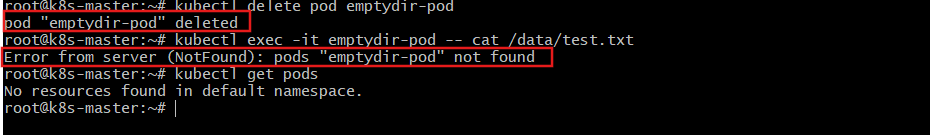 root@k8s-master:~# kubectl delete pod emptydir-pod
pod "emptydir-pod" deleted
root@k8s-master:~# kubectl exec -it emptydir-pod -- cat /data/test.txt
Error from server (NotFound): pods "emptydir-pod" not found
root@k8s-master:~# kubectl get pods
No resources found in default namespace.
root@k8s-master:~#